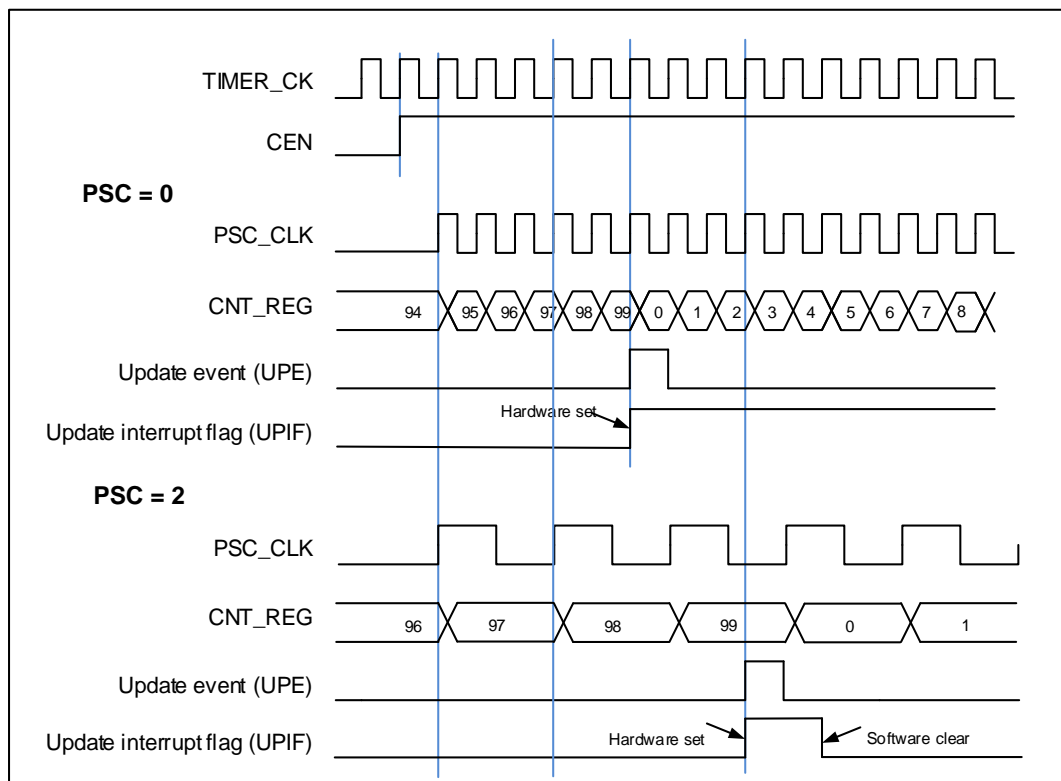 TIMER_CK
CEN
PSC = 0
PSC_CLK
CNT_REG 94 95 96 97 98 99 0 1 2 3 4 5 6 7 8
Update event (UPE)
Hardware set
Update interrupt flag (UPIF)
PSC = 2
PSC_CLK
CNT_REG 96 97 98 99 0 1
Update event (UPE)
Update interrupt flag (UPIF) Hardware set Software clear